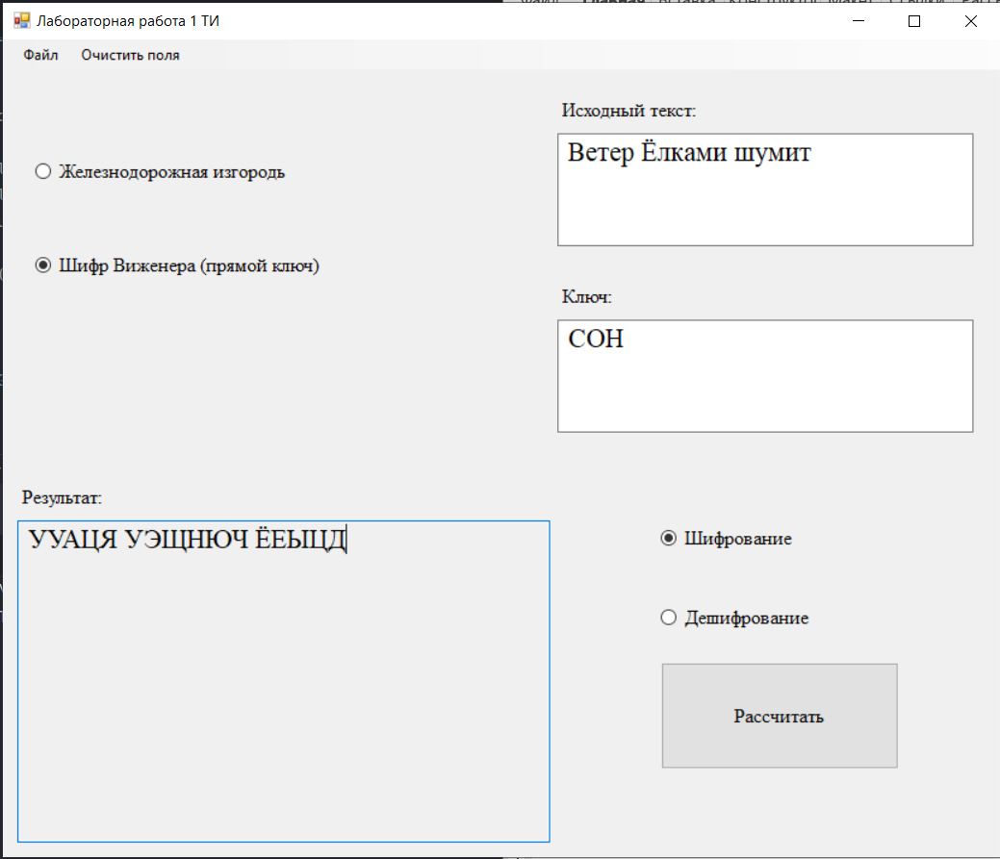 Лабораторная работа 1 ТИ
Файл Очистить поля
Исходный текст:
Ветер Ёлками шумит
Железнодорожная изгородь
Шифр Виженера (прямой ключ)
Ключ:
СОН
Результат:
УУАЦЯ УЭЩНЮЧ ЁЕЫЦД
Шифрование
Дешифрование
Рассчитать